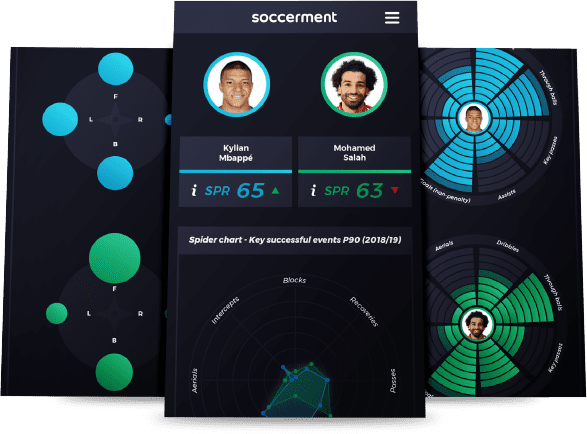 soccerment
F
L R
B
F
L R
B
Kylian
Mbappé
i SPR 65
Mohamed
Salah
i SPR 63
Spider chart - Key successful events P90 (2018/19)
Blocks
Intercepts
Recoveries
Aerials
Passes
Through balls
Key passes
Assists
Goals (non penalty)
Aerials
Dribbles
Through balls
Key passes
Assists